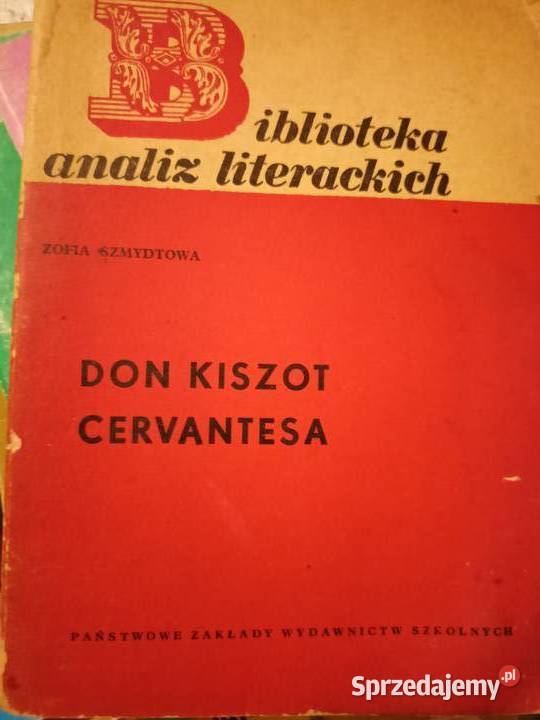 Biblioteka
analiz literackich
ZOFIA SZMYDTOWA
DON KISZOT
CERVANTESA
PAŃSTWOWE ZAKŁADY WYDAWNICTW SZKOLNYCH
Sprzedajemy.pl